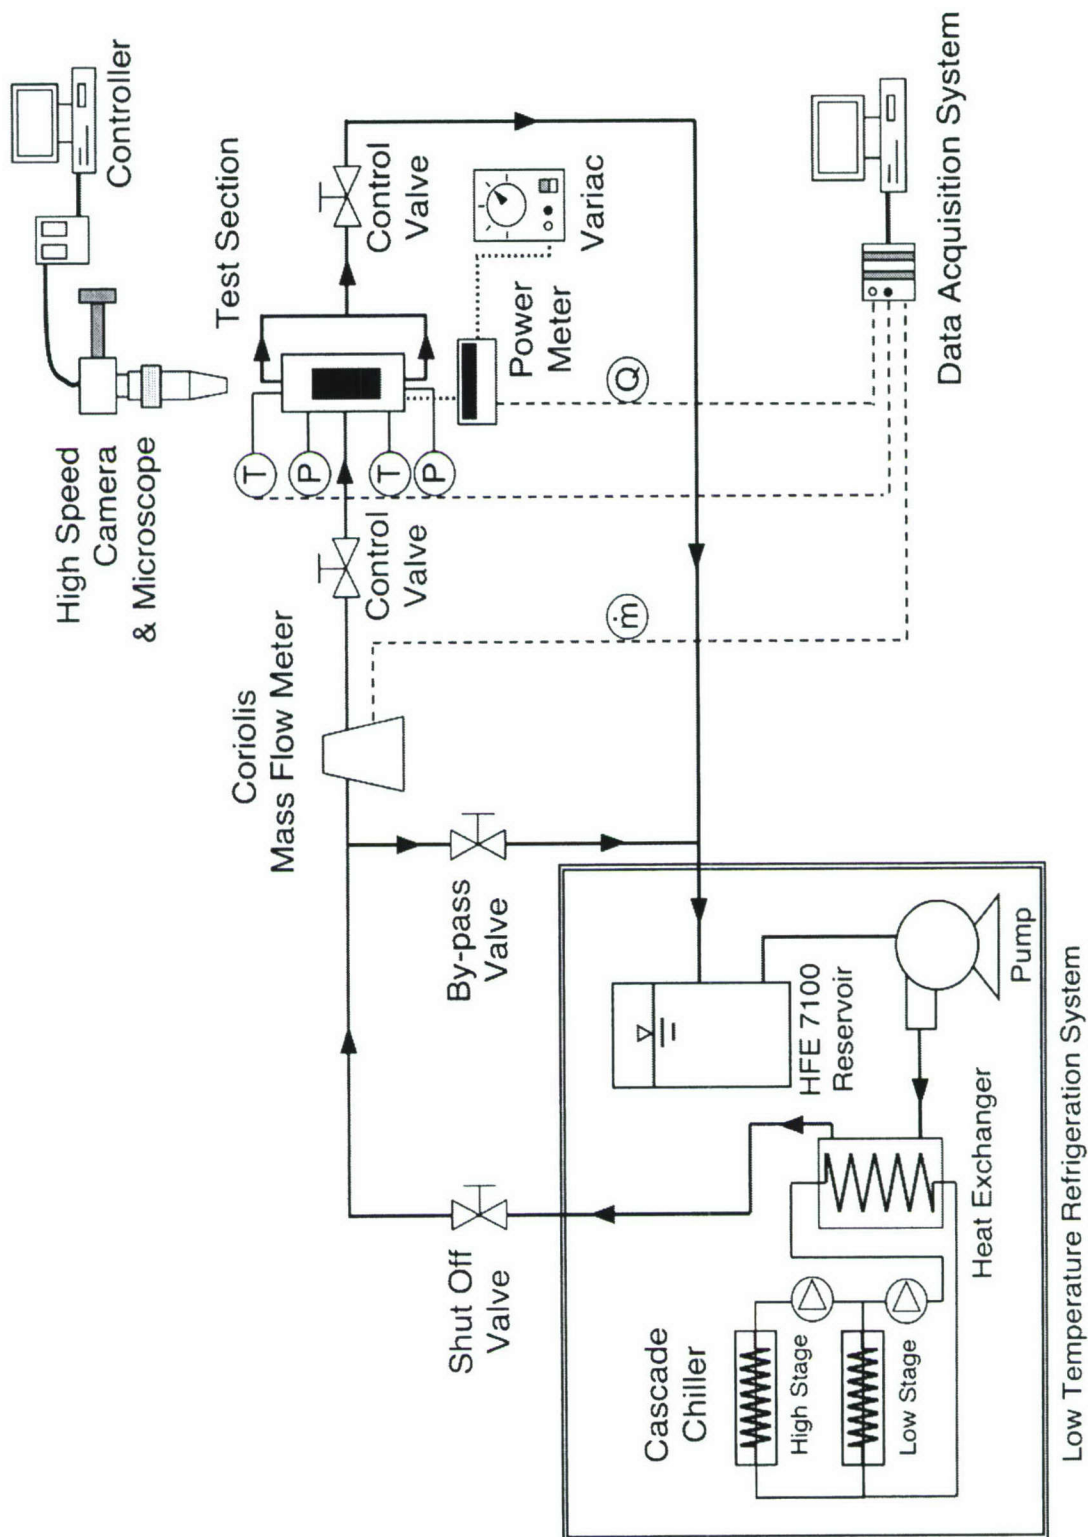 High Speed
Camera
& Microscope
Controller
Test Section
T
P
T
P
Control
Valve
Control
Valve
Coriolis
Mass Flow Meter
Power
Meter
Variac
Q
ṁ
Data Acquisition System
By-pass
Valve
Shut Off
Valve
HFE 7100
Reservoir
Pump
Heat Exchanger
Cascade
Chiller
High Stage
Low Stage
Low Temperature Refrigeration System